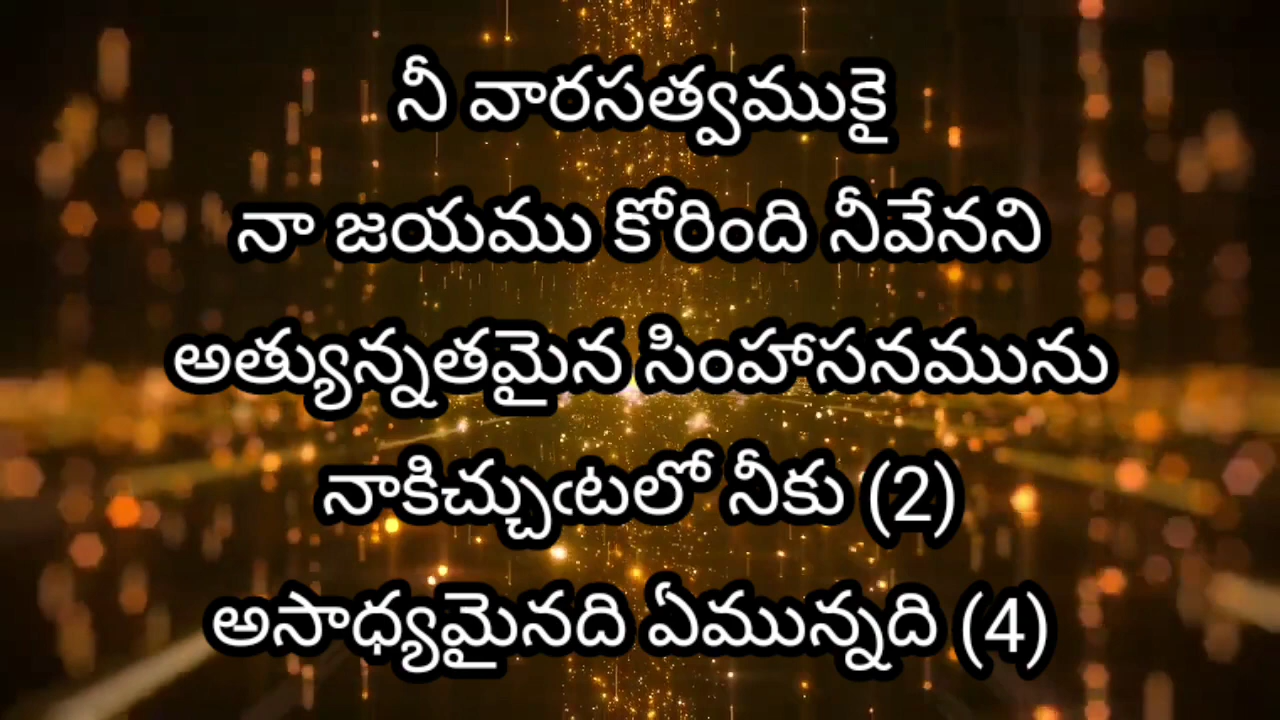 నీ వారసత్వముకై
నా జయము కోరింది నీవేనని
అత్యున్నతమైన సింహాసనమును
నాకిచ్చుఁటలో నీకు (2)
అసాధ్యమైనది ఏమున్నది (4)